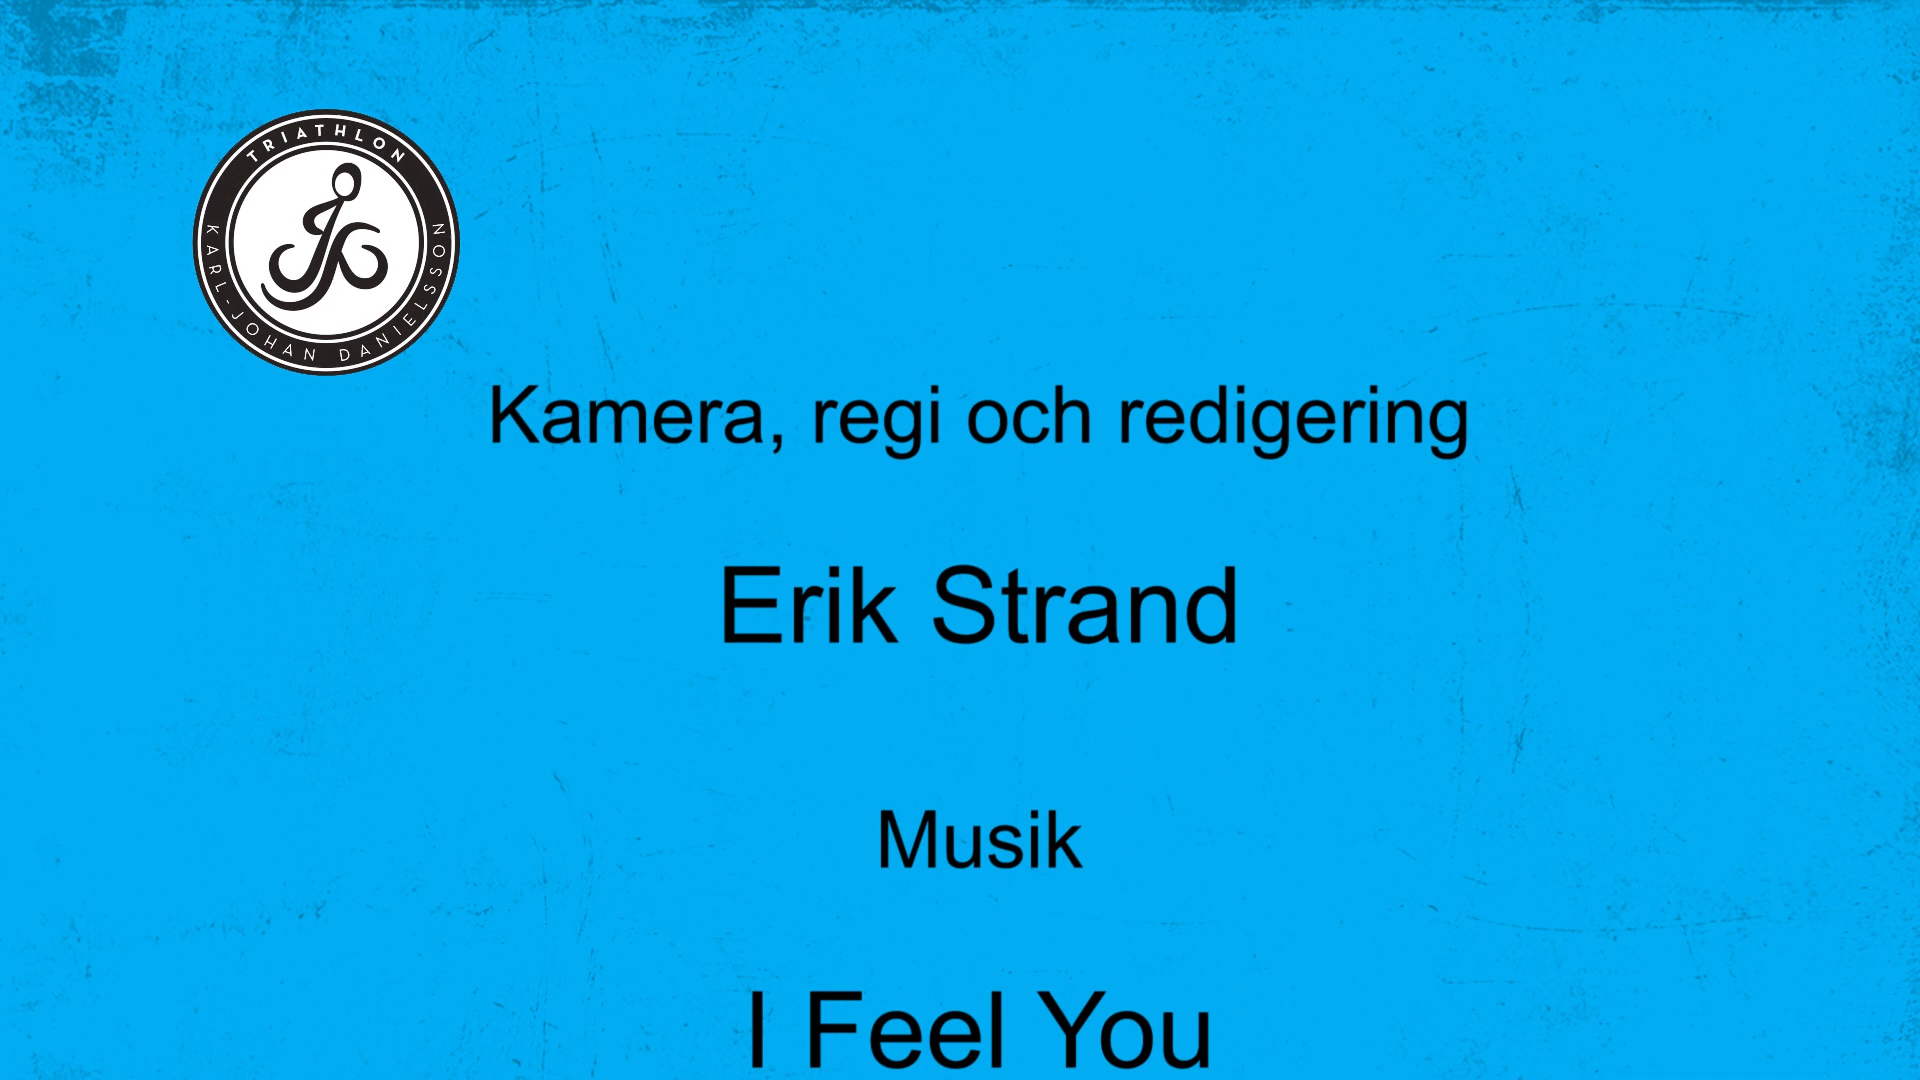 TRIATHLON
KARL-JOHAN DANIELSSON
Kamera, regi och redigering
Erik Strand
Musik
I Feel You